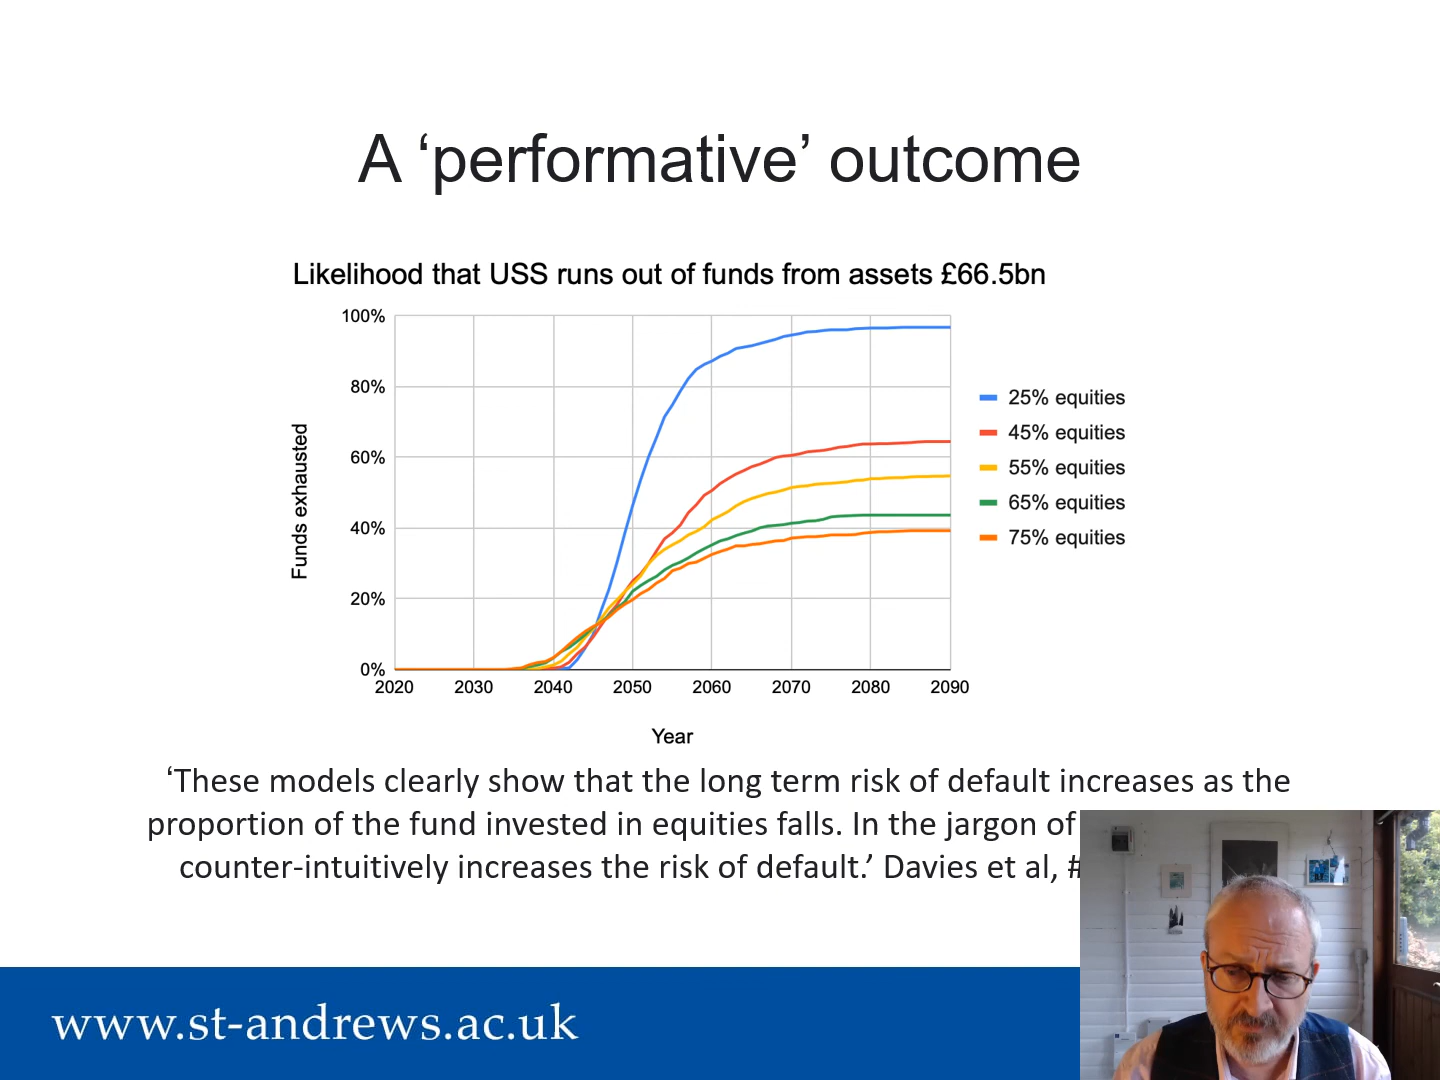 A ‘performative’ outcome
Likelihood that USS runs out of funds from assets £66.5bn
100%
80%
60%
40%
20%
0%
Funds exhausted
2020 2030 2040 2050 2060 2070 2080 2090
Year
25% equities
45% equities
55% equities
65% equities
75% equities
‘These models clearly show that the long term risk of default increases as the
proportion of the fund invested in equities falls. In the jargon of
counter-intuitively increases the risk of default.’ Davies et al, #
www.st-andrews.ac.uk